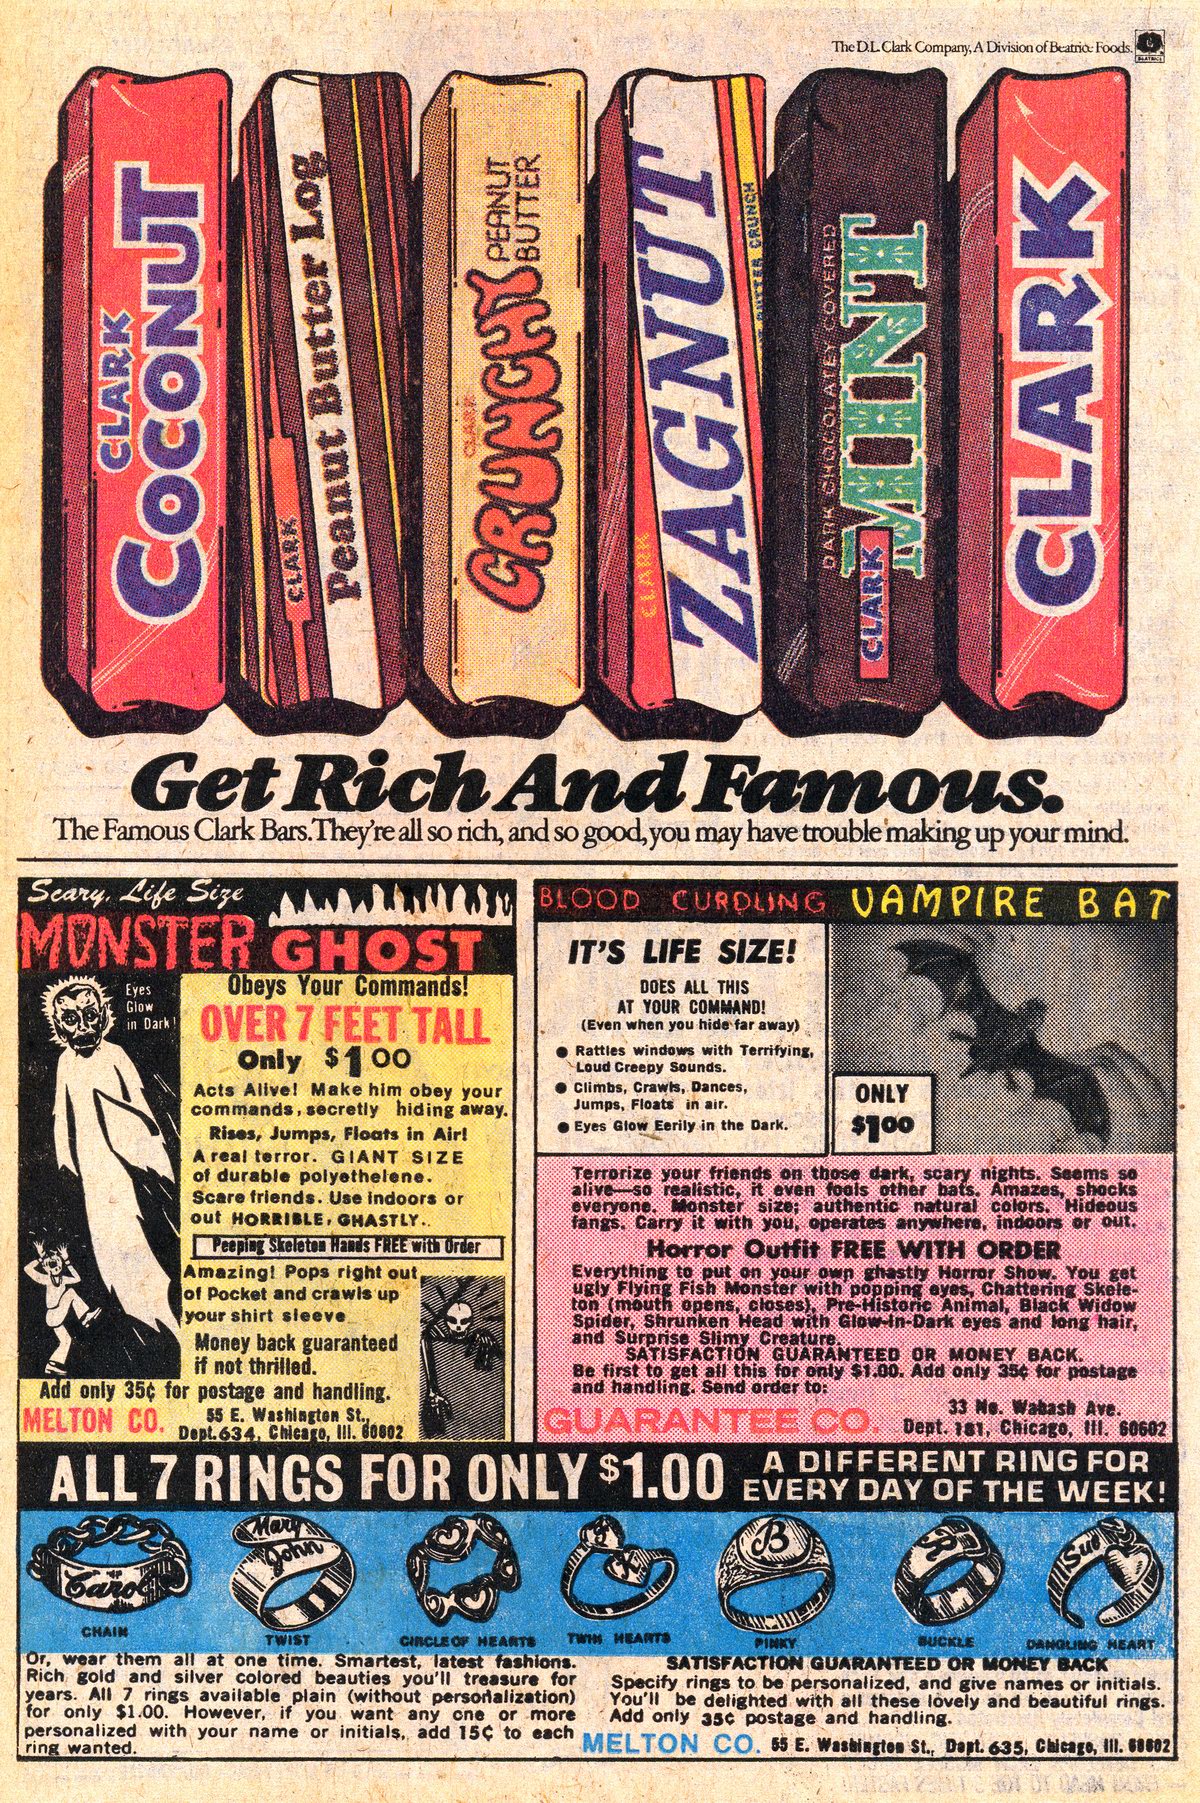 The D.L. Clark Company, A Division of Beatrice Foods.
BEATRICE
CLARK
COCONUT
CLARK
Peanut Butter Log
CLARK
CRUNCHY
PEANUT
BUTTER
CLARK
ZAGNUT
BUTTER CRUNCH
DARK CHOCOLATEY COVERED
MINT
CLARK
CLARK
Get Rich And Famous.
The Famous Clark Bars. They're all so rich, and so good, you may have trouble making up your mind.
Scary, Life Size
MONSTER GHOST
Eyes
Glow
in Dark!
Obeys Your Commands!
OVER 7 FEET TALL
Only $1 00
Acts Alive! Make him obey your
commands, secretly hiding away.
Rises, Jumps, Floats in Air!
A real terror. GIANT SIZE
of durable polyethelene.
Scare friends. Use indoors or
out HORRIBLE, GHASTLY..
Peeping Skeleton Hands FREE with Order
Amazing! Pops right out
of Pocket and crawls up
your shirt sleeve
Money back guaranteed
if not thrilled.
Add only 35¢ for postage and handling.
MELTON CO. 55 E. Washington St.,
Dept. 634, Chicago, Ill. 60602
BLOOD CURDLING VAMPIRE BAT
IT'S LIFE SIZE!
DOES ALL THIS
AT YOUR COMMAND!
(Even when you hide far away)
● Rattles windows with Terrifying,
Loud Creepy Sounds.
● Climbs, Crawls, Dances,
Jumps, Floats in air.
● Eyes Glow Eerily in the Dark.
ONLY
$1 00
Terrorize your friends on those dark, scary nights. Seems so
alive—so realistic, it even fools other bats. Amazes, shocks
everyone. Monster size; authentic natural colors. Hideous
fangs. Carry it with you, operates anywhere, indoors or out.
Horror Outfit FREE WITH ORDER
Everything to put on your own ghastly Horror Show. You get
ugly Flying Fish Monster with popping eyes, Chattering Skele-
ton (mouth opens, closes), Pre-Historic Animal, Black Widow
Spider, Shrunken Head with Glow-In-Dark eyes and long hair,
and Surprise Slimy Creature.
SATISFACTION GUARANTEED OR MONEY BACK.
Be first to get all this for only $1.00. Add only 35¢ for postage
and handling. Send order to:
GUARANTEE CO. 33 No. Wabash Ave.
Dept. 181, Chicago, Ill. 60602
ALL 7 RINGS FOR ONLY $1.00 A DIFFERENT RING FOR
EVERY DAY OF THE WEEK!
Carol
Mary
John
K
B
R
Sue
CHAIN
TWIST
CIRCLE OF HEARTS
TWIN HEARTS
PINKY
BUCKLE
DANGLING HEART
Or, wear them all at one time. Smartest, latest fashions.
Rich gold and silver colored beauties you'll treasure for
years. All 7 rings available plain (without personalization)
for only $1.00. However, if you want any one or more
personalized with your name or initials, add 15¢ to each
ring wanted.
SATISFACTION GUARANTEED OR MONEY BACK
Specify rings to be personalized, and give names or initials.
You'll be delighted with all these lovely and beautiful rings.
Add only 35¢ postage and handling.
MELTON CO. 55 E. Washington St., Dept. 635, Chicago, Ill. 60602